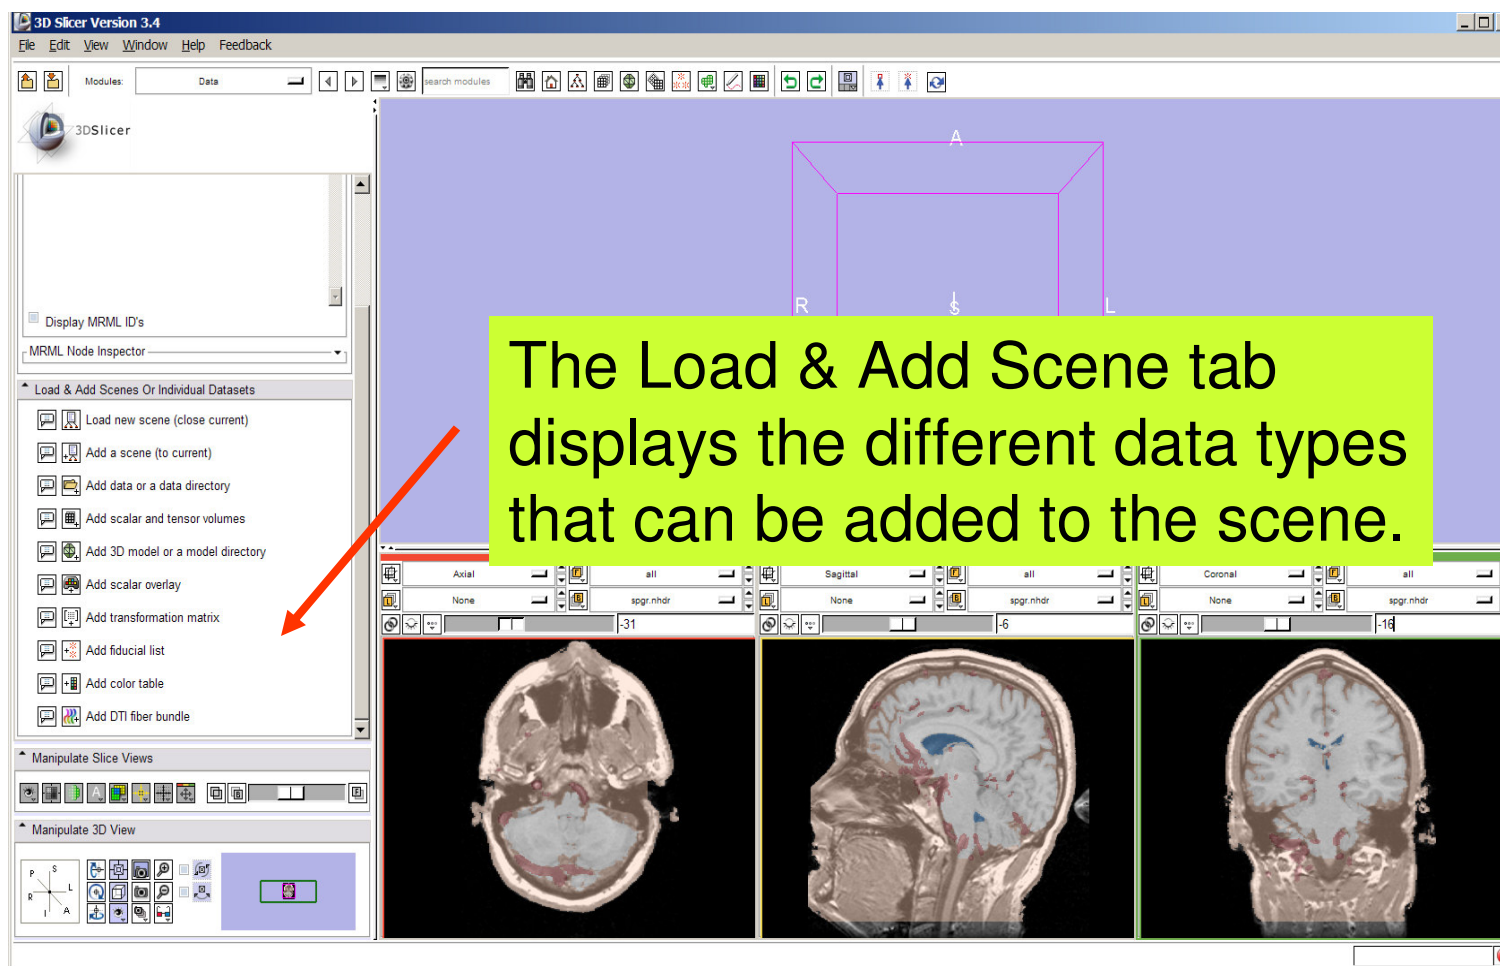 3D Slicer Version 3.4
File Edit View Window Help Feedback
Modules: Data search modules
3DSlicer
A
R S L
Display MRML ID's
MRML Node Inspector
Load & Add Scenes Or Individual Datasets
Load new scene (close current)
Add a scene (to current)
Add data or a data directory
Add scalar and tensor volumes
Add 3D model or a model directory
Add scalar overlay
Add transformation matrix
Add fiducial list
Add color table
Add DTI fiber bundle
The Load & Add Scene tab
displays the different data types
that can be added to the scene.
Axial all Sagittal all Coronal all
None spgr.nhdr None spgr.nhdr None spgr.nhdr
-31 -6 -16
Manipulate Slice Views
Manipulate 3D View
P S
R L
I A